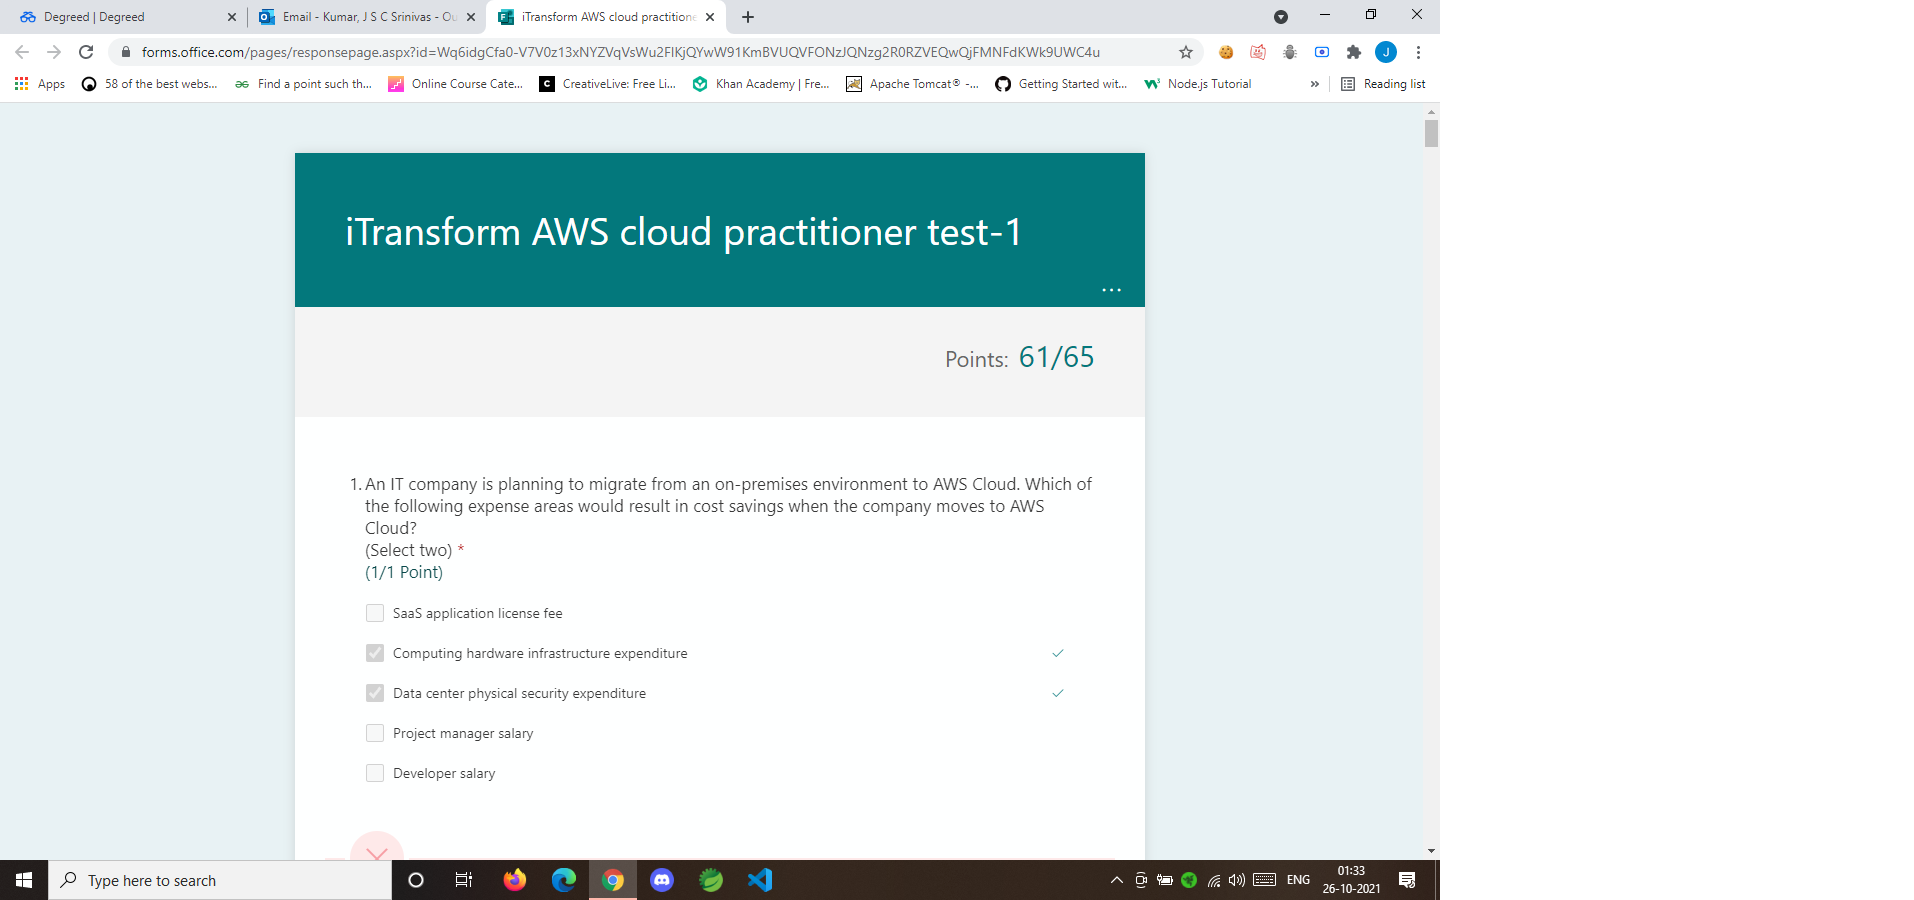 Degreed | Degreed
Email - Kumar, J S C Srinivas - Ou
iTransform AWS cloud practitione
forms.office.com/pages/responsepage.aspx?id=Wq6idgCfa0-V7V0z13xNYZVqVsWu2FlKjQYwW91KmBVUQVFONzJQNzg2R0RZVEQwQjFMNFdKWk9UWC4u
J
Apps
58 of the best webs...
Find a point such th...
Online Course Cate...
CreativeLive: Free Li...
Khan Academy | Fre...
Apache Tomcat® -...
Getting Started wit...
Node.js Tutorial
»
Reading list
iTransform AWS cloud practitioner test-1
...
Points: 61/65
1. An IT company is planning to migrate from an on-premises environment to AWS Cloud. Which of
the following expense areas would result in cost savings when the company moves to AWS
Cloud?
(Select two) *
(1/1 Point)
SaaS application license fee
Computing hardware infrastructure expenditure
Data center physical security expenditure
Project manager salary
Developer salary
Type here to search
ENG
01:33
26-10-2021